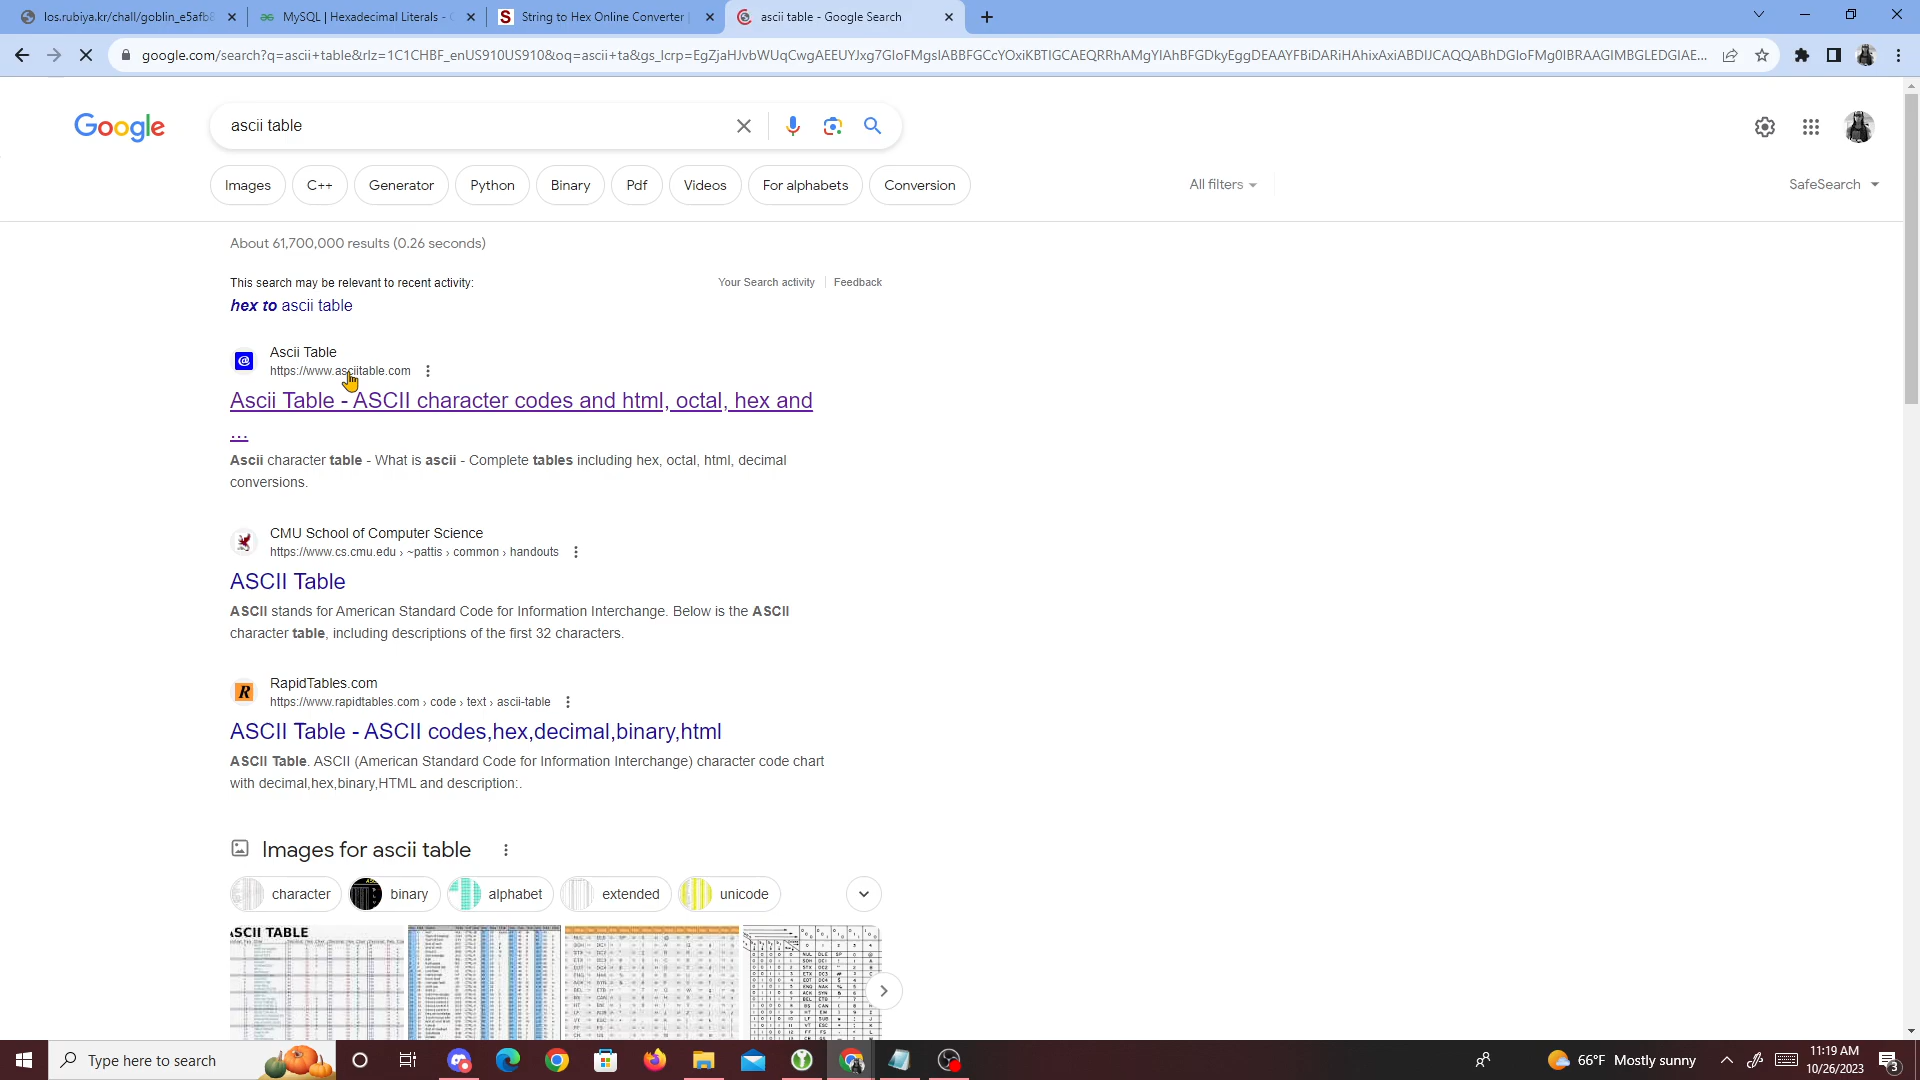 los.rubiya.kr/chall/goblin_e5afb8
MySQL | Hexadecimal Literals -
String to Hex Online Converter |
ascii table - Google Search
google.com/search?q=ascii+table&rlz=1C1CHBF_enUS910US910&oq=ascii+ta&gs_lcrp=EgZjaHJvbWUqCwgAEEUYJxg7GIoFMgsIABBFGCcYOxiKBTIGCAEQRRhAMgYIAhBFGDkyEggDEAAYFBiDARiHAhixAxiABDIJCAQQABhDGIoFMg0IBRAAGIMBGLEDGIAE...
Google
ascii table
Images
C++
Generator
Python
Binary
Pdf
Videos
For alphabets
Conversion
All filters
SafeSearch
About 61,700,000 results (0.26 seconds)
This search may be relevant to recent activity:
Your Search activity
Feedback
hex to ascii table
Ascii Table
https://www.asciitable.com
Ascii Table - ASCII character codes and html, octal, hex and
...
Ascii character table - What is ascii - Complete tables including hex, octal, html, decimal
conversions.
CMU School of Computer Science
https://www.cs.cmu.edu › ~pattis › common › handouts
ASCII Table
ASCII stands for American Standard Code for Information Interchange. Below is the ASCII
character table, including descriptions of the first 32 characters.
RapidTables.com
https://www.rapidtables.com › code › text › ascii-table
ASCII Table - ASCII codes,hex,decimal,binary,html
ASCII Table. ASCII (American Standard Code for Information Interchange) character code chart
with decimal,hex,binary,HTML and description:.
Images for ascii table
character
binary
alphabet
extended
unicode
ASCII TABLE
Type here to search
66°F Mostly sunny
11:19 AM
10/26/2023
3